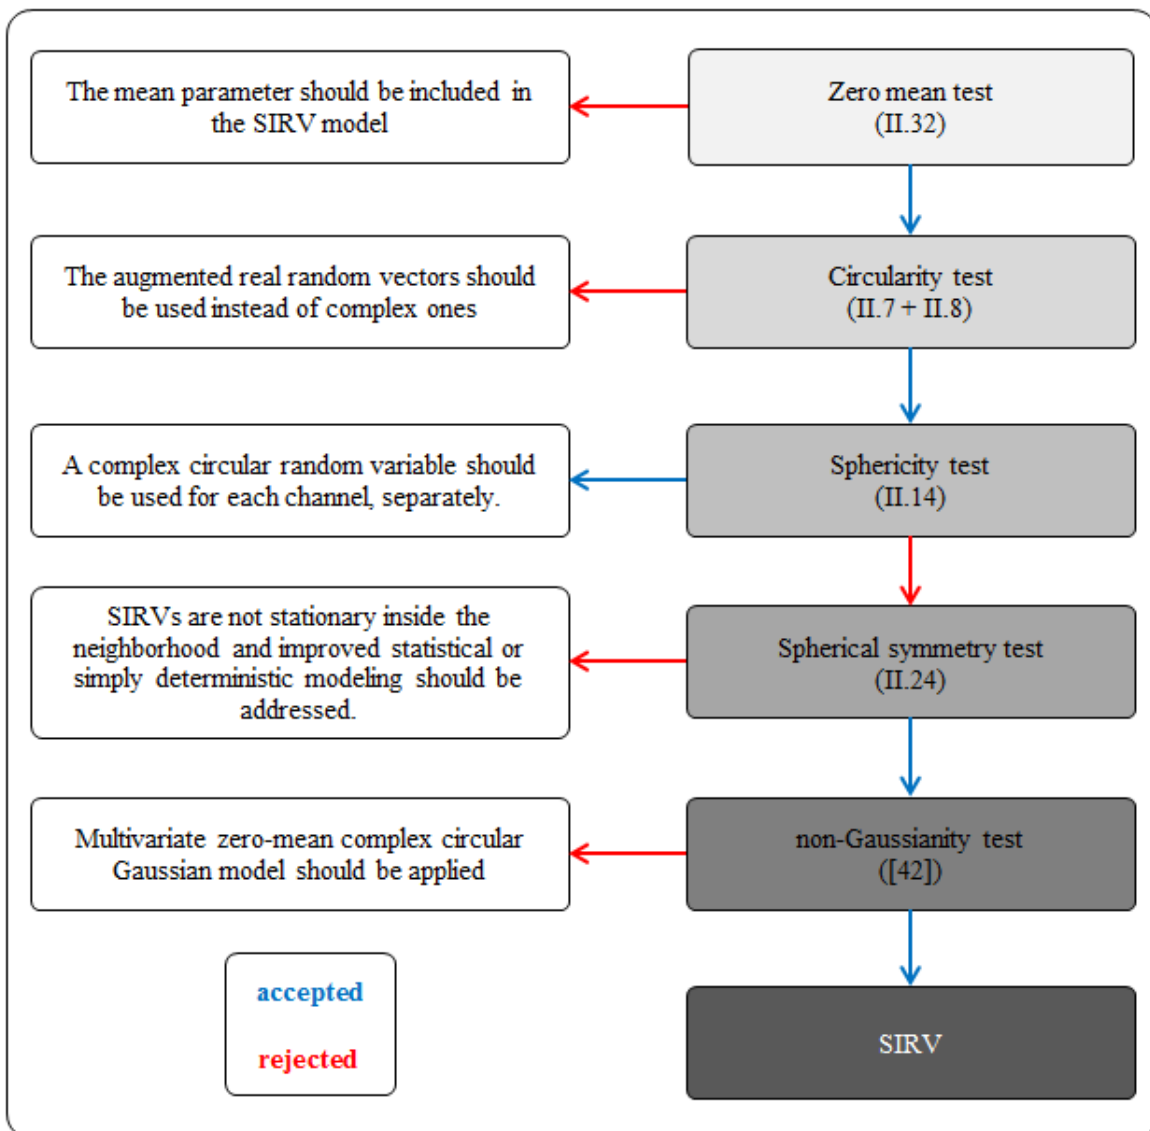 The mean parameter should be included in
the SIRV model
Zero mean test
(II.32)
The augmented real random vectors should
be used instead of complex ones
Circularity test
(II.7 + II.8)
A complex circular random variable should
be used for each channel, separately.
Sphericity test
(II.14)
SIRVs are not stationary inside the
neighborhood and improved statistical or
simply deterministic modeling should be
addressed.
Spherical symmetry test
(II.24)
Multivariate zero-mean complex circular
Gaussian model should be applied
non-Gaussianity test
([42])
accepted
rejected
SIRV